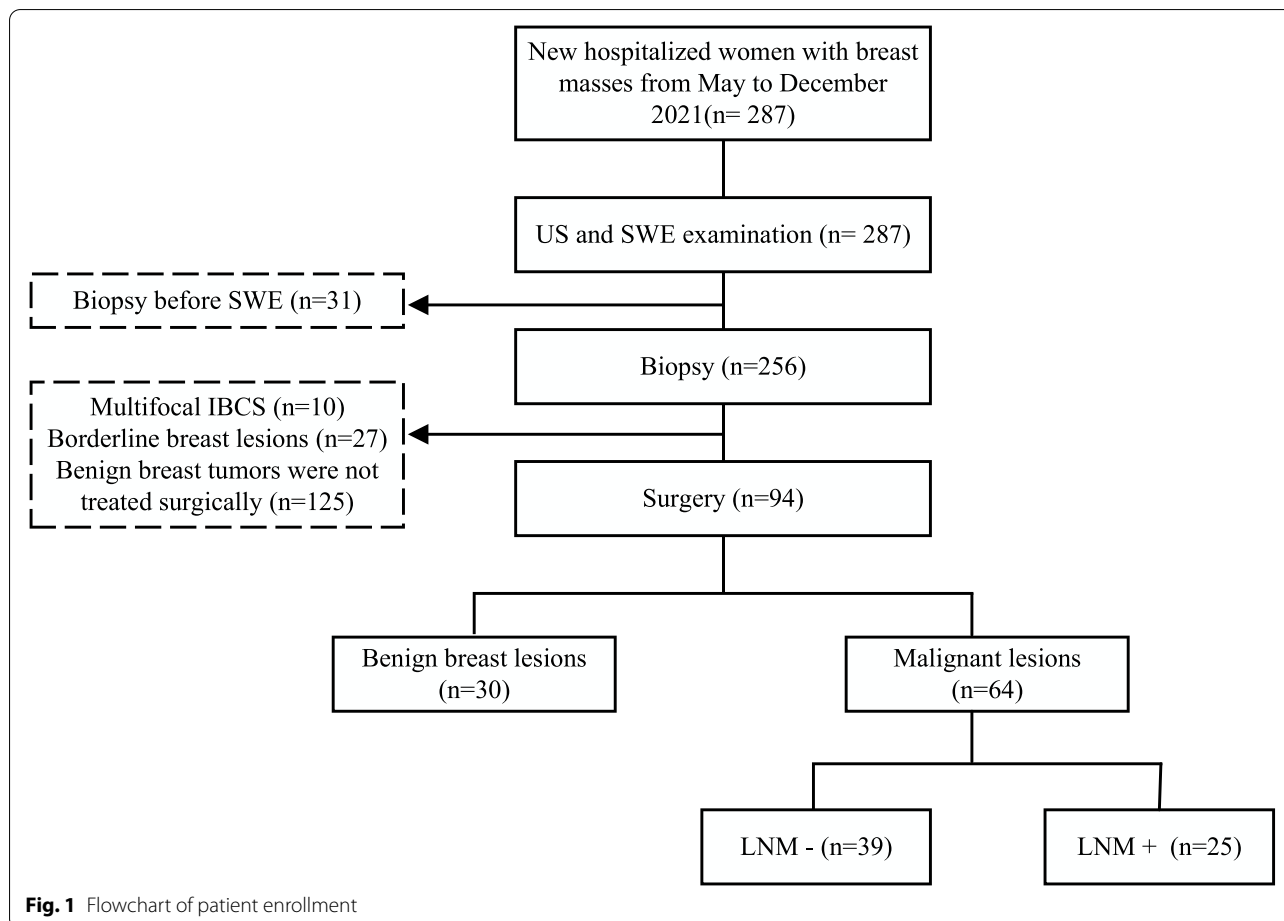 New hospitalized women with breast
masses from May to December
2021(n= 287)
US and SWE examination (n= 287)
Biopsy before SWE (n=31)
Biopsy (n=256)
Multifocal IBCS (n=10)
Borderline breast lesions (n=27)
Benign breast tumors were not
treated surgically (n=125)
Surgery (n=94)
Benign breast lesions
(n=30)
Malignant lesions
(n=64)
LNM - (n=39)
LNM + (n=25)
Fig. 1 Flowchart of patient enrollment